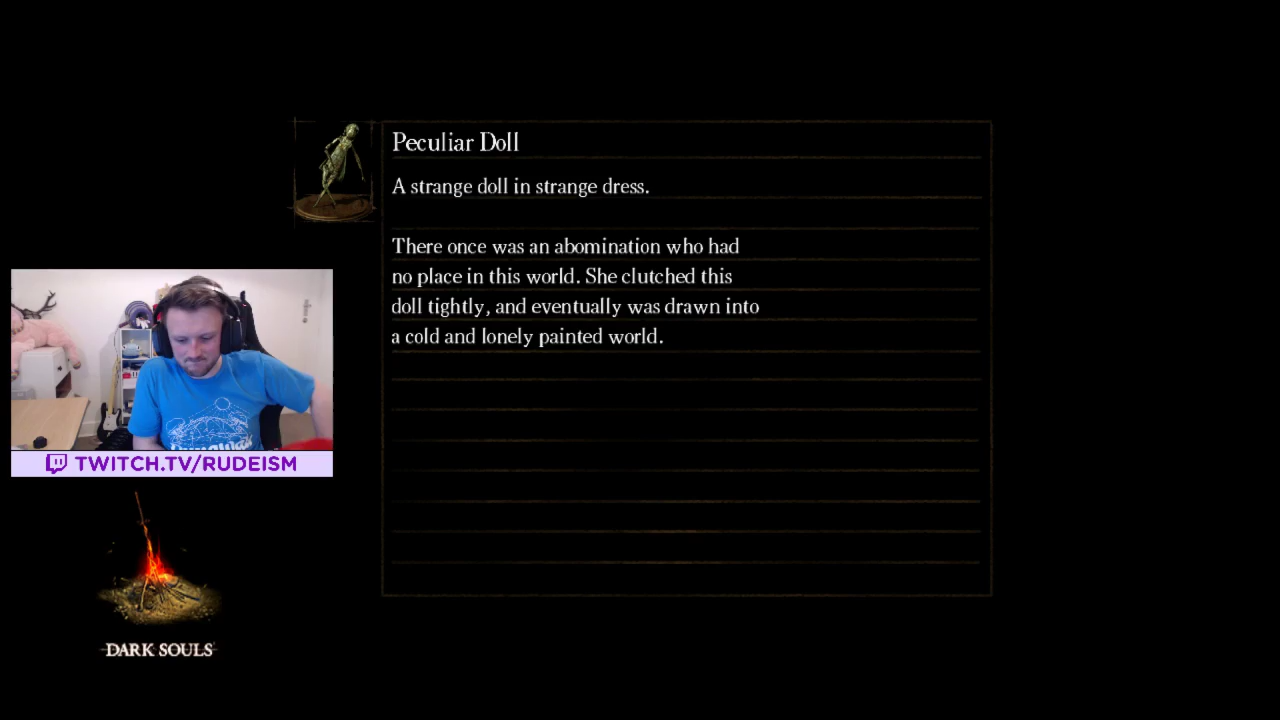 Peculiar Doll
A strange doll in strange dress.
There once was an abomination who had
no place in this world. She clutched this
doll tightly, and eventually was drawn into
a cold and lonely painted world.
TWITCH.TV/RUDEISM
DARK SOULS